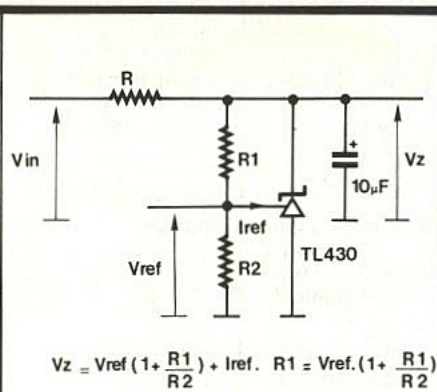 R
Vin
R1
+
10µF
Vz
Iref
Vref
R2
TL430
Vz = Vref (1+ R1/R2) + Iref. R1 = Vref. (1+ R1/R2)